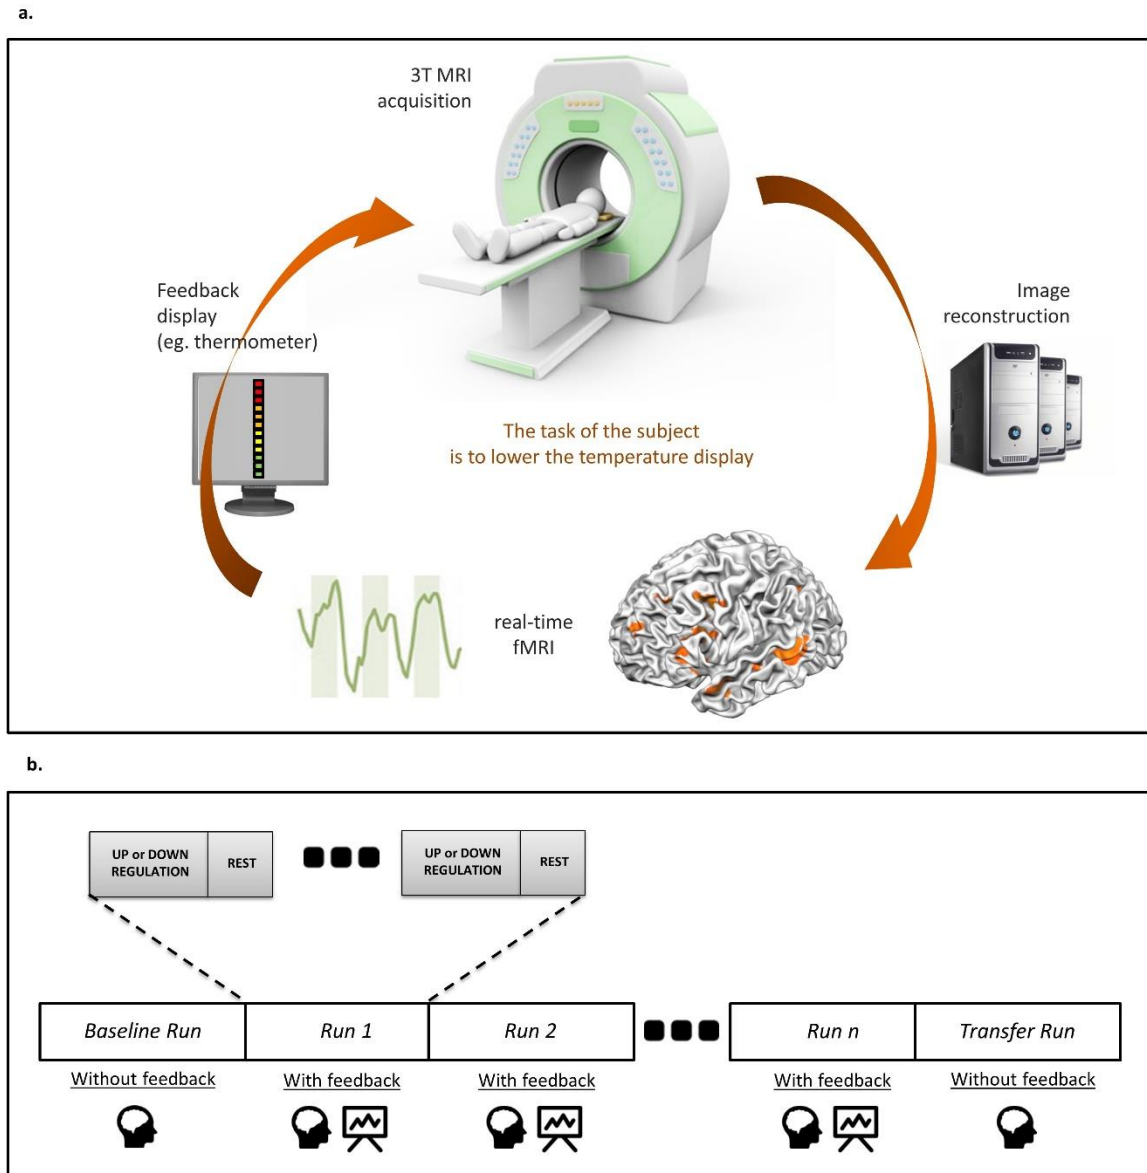 a.
3T MRI
acquisition
Feedback
display
(eg. thermometer)
Image
reconstruction
The task of the subject
is to lower the temperature display
real-time
fMRI
b.
UP or DOWN
REGULATION
REST
UP or DOWN
REGULATION
REST
Baseline Run
Run 1
Run 2
Run n
Transfer Run
Without feedback
With feedback
With feedback
With feedback
Without feedback